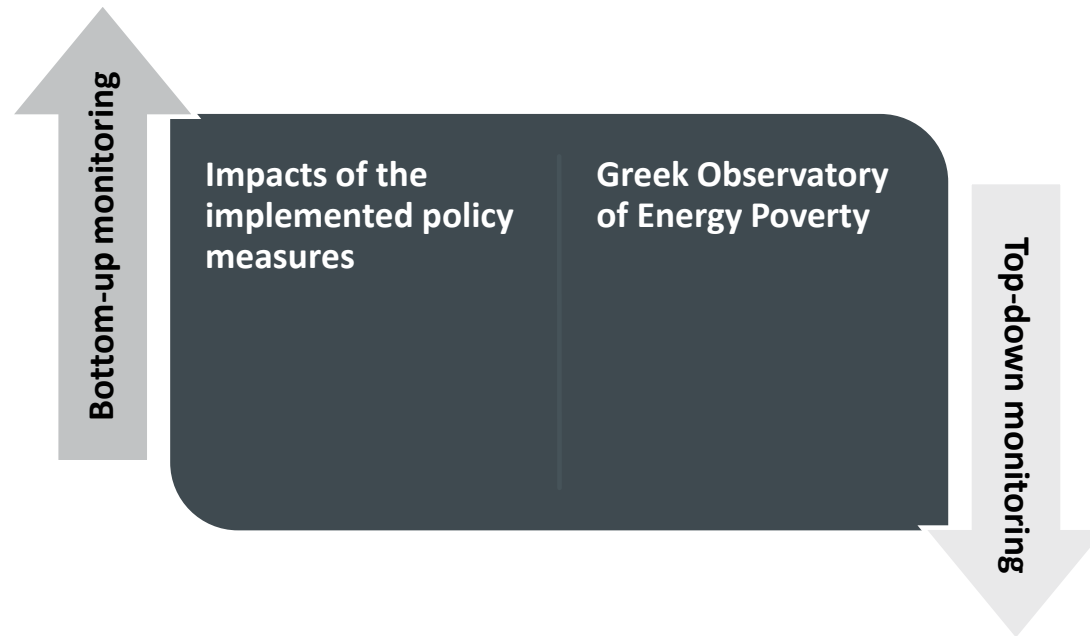 Bottom-up monitoring
Impacts of the
implemented policy
measures
Greek Observatory
of Energy Poverty
Top-down monitoring